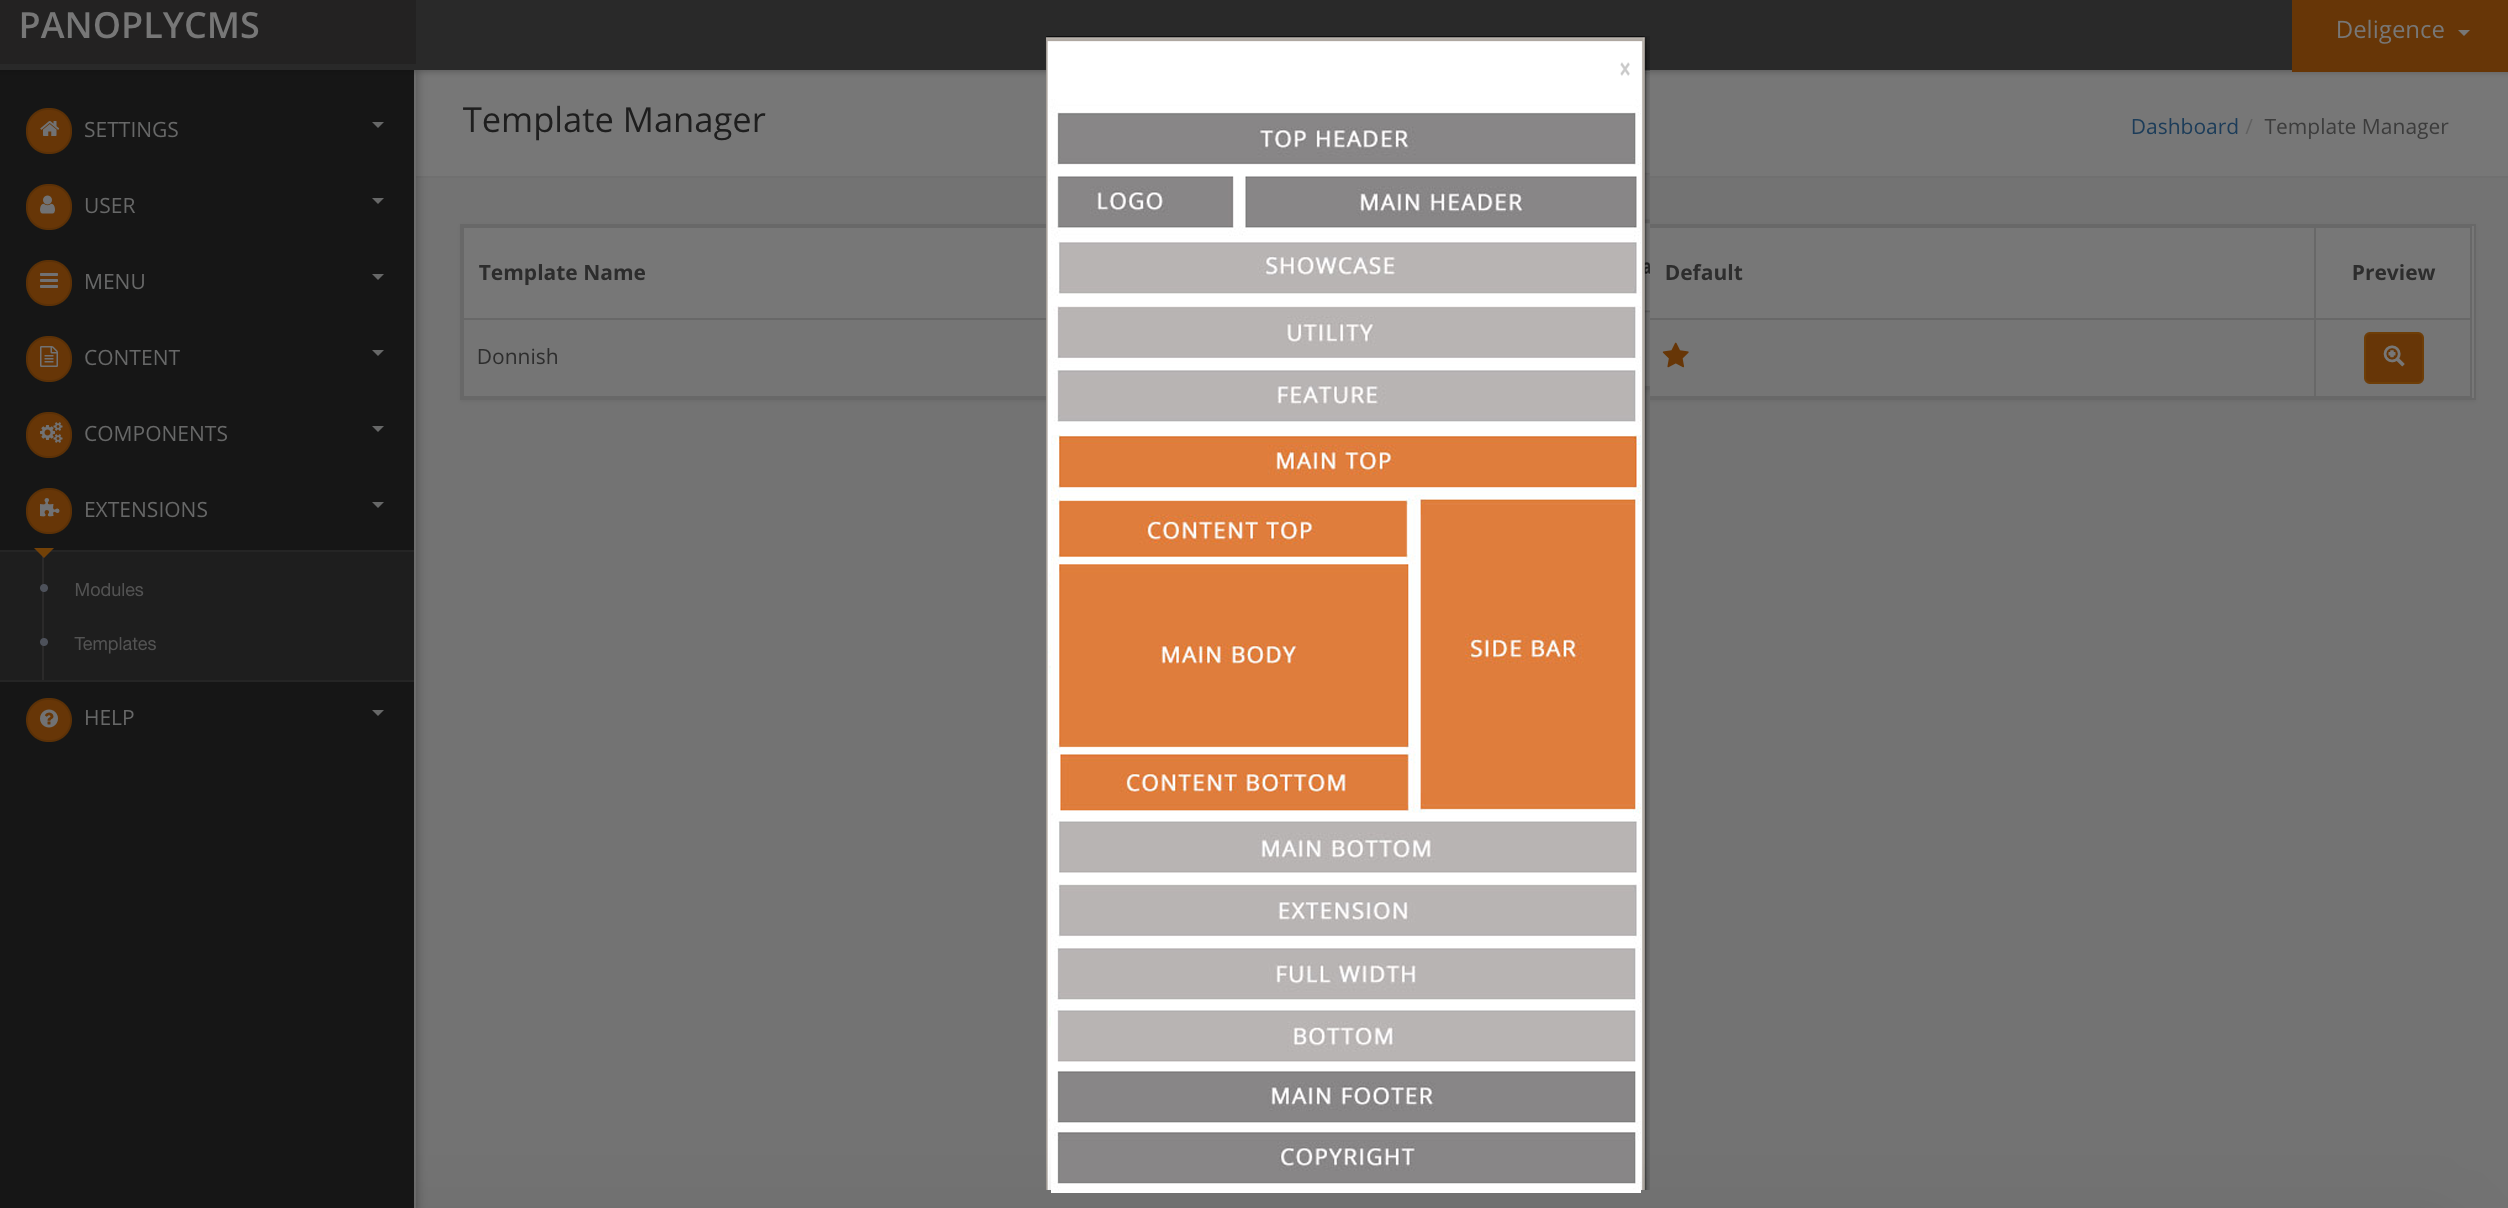 PANOPLYCMS
Deligence
SETTINGS
USER
MENU
CONTENT
COMPONENTS
EXTENSIONS
Modules
Templates
HELP
Template Manager
Dashboard / Template Manager
Template Name
Default
Preview
Donnish
x
TOP HEADER
LOGO
MAIN HEADER
SHOWCASE
UTILITY
FEATURE
MAIN TOP
CONTENT TOP
MAIN BODY
SIDE BAR
CONTENT BOTTOM
MAIN BOTTOM
EXTENSION
FULL WIDTH
BOTTOM
MAIN FOOTER
COPYRIGHT